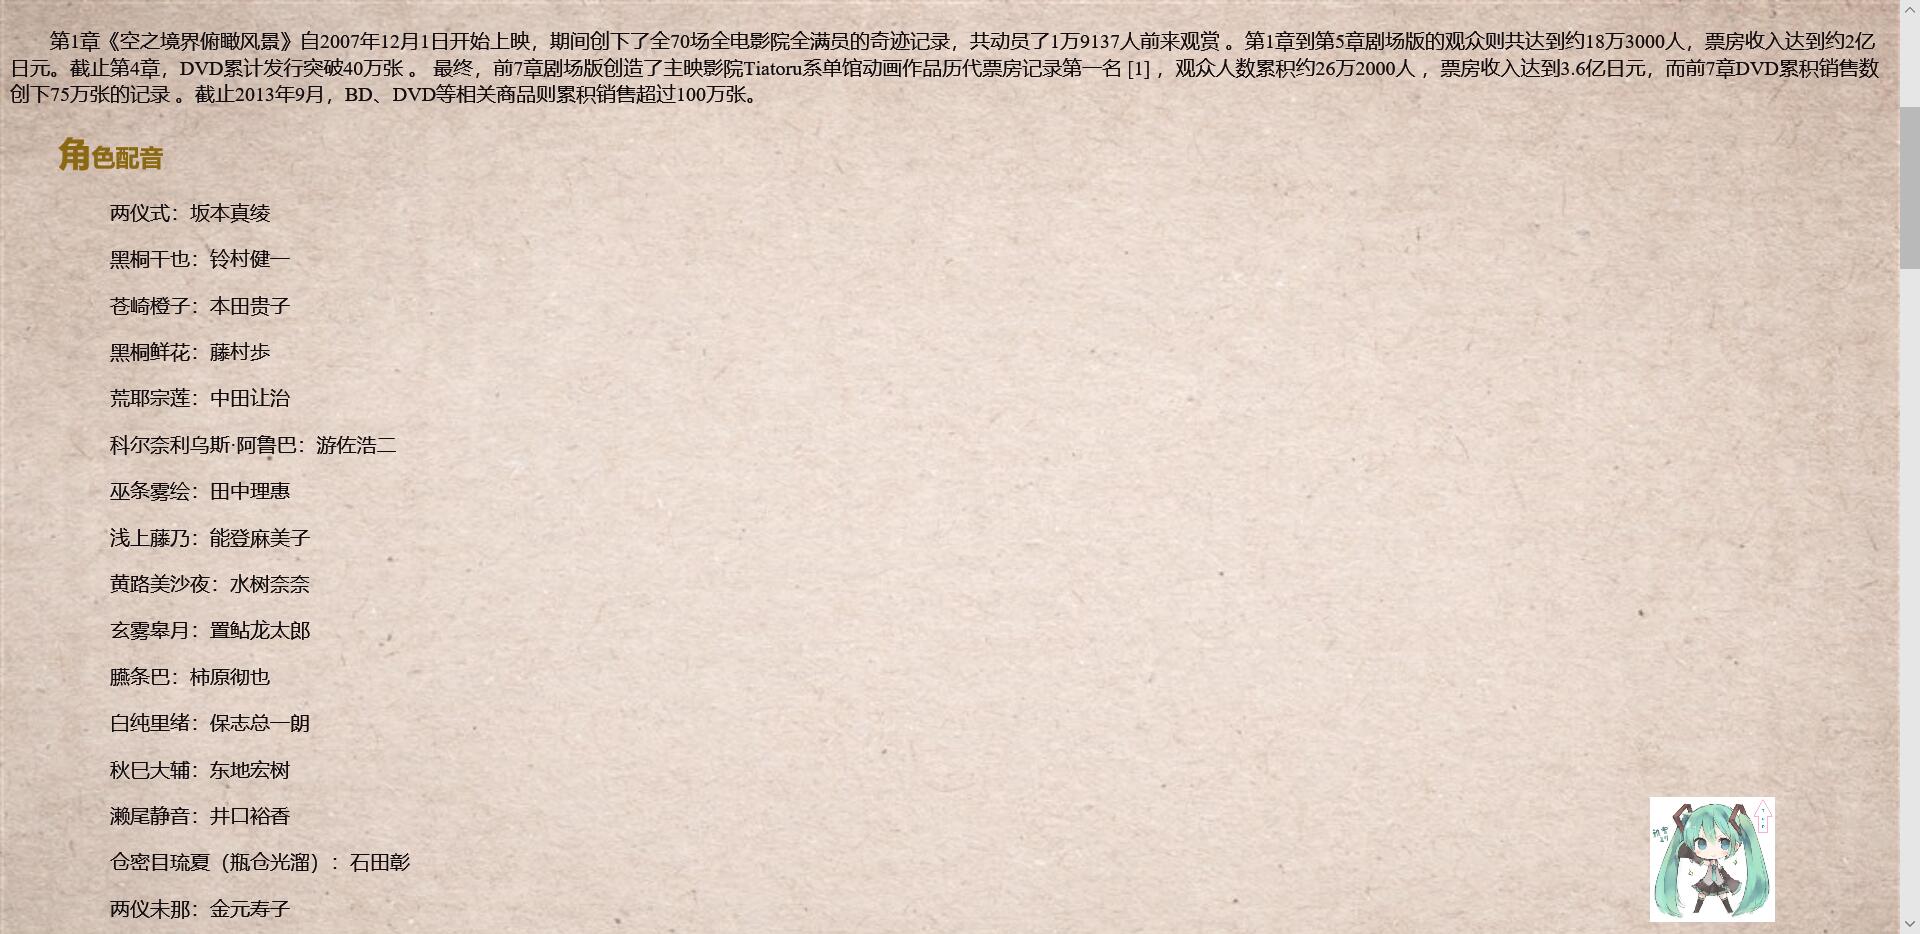 第1章《空之境界俯瞰风景》自2007年12月1日开始上映，期间创下了全70场全电影院全满员的奇迹记录，共动员了1万9137人前来观赏 。第1章到第5章剧场版的观众则共达到约18万3000人，票房收入达到约2亿
日元。截止第4章，DVD累计发行突破40万张 。 最终，前7章剧场版创造了主映影院Tiatoru系单馆动画作品历代票房记录第一名 [1] ，观众人数累积约26万2000人 ，票房收入达到3.6亿日元，而前7章DVD累积销售数
创下75万张的记录 。截止2013年9月，BD、DVD等相关商品则累积销售超过100万张。
角色配音
两仪式：坂本真绫
黑桐干也：铃村健一
苍崎橙子：本田贵子
黑桐鲜花：藤村歩
荒耶宗莲：中田让治
科尔奈利乌斯·阿鲁巴：游佐浩二
巫条雾绘：田中理惠
浅上藤乃：能登麻美子
黄路美沙夜：水树奈奈
玄雾皋月：置鲇龙太郎
臙条巴：柿原彻也
白纯里绪：保志总一朗
秋巳大辅：东地宏树
濑尾静音：井口裕香
仓密目琉夏（瓶仓光溜）：石田彰
两仪未那：金元寿子